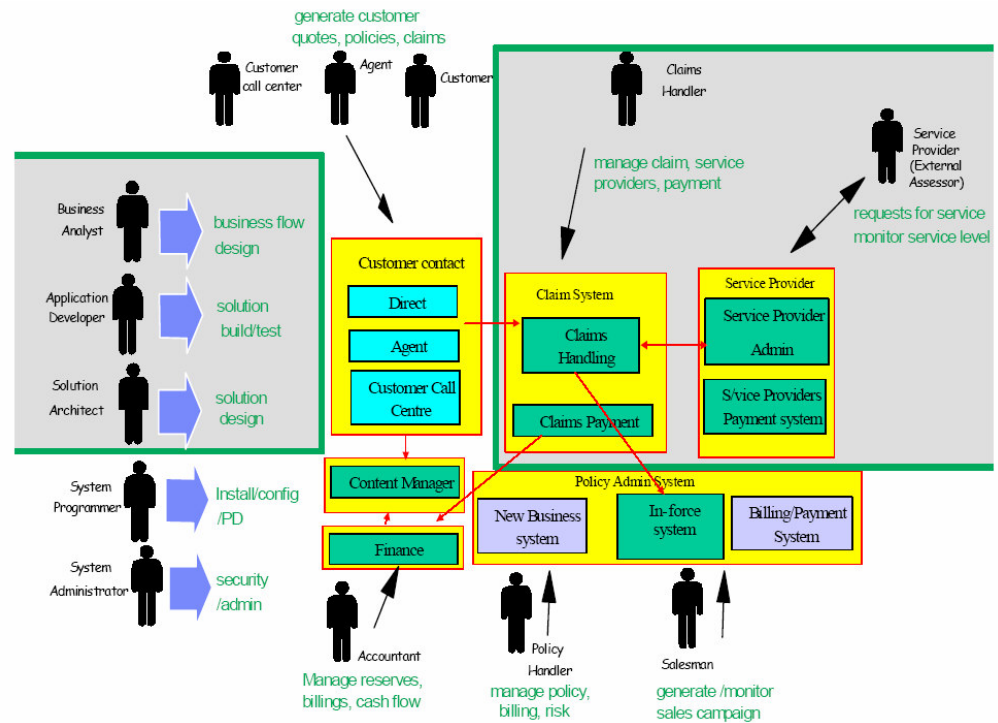 generate customer
quotes, policies, claims
Customer
call center
Agent
Customer
Claims
Handler
Service
Provider
(External
Assessor)
manage claim, service
providers, payment
requests for service
monitor service level
Business
Analyst
business flow
design
Application
Developer
solution
build/test
Solution
Architect
solution
design
System
Programmer
Install/config
/PD
System
Administrator
security
/admin
Customer contact
Direct
Agent
Customer Call
Centre
Claim System
Claims
Handling
Claims Payment
Service Provider
Service Provider
Admin
S/vice Providers
Payment system
Content Manager
Finance
Policy Admin System
New Business
system
In-force
system
Billing/Payment
System
Accountant
Manage reserves,
billings, cash flow
Policy
Handler
manage policy,
billing, risk
Salesman
generate /monitor
sales campaign